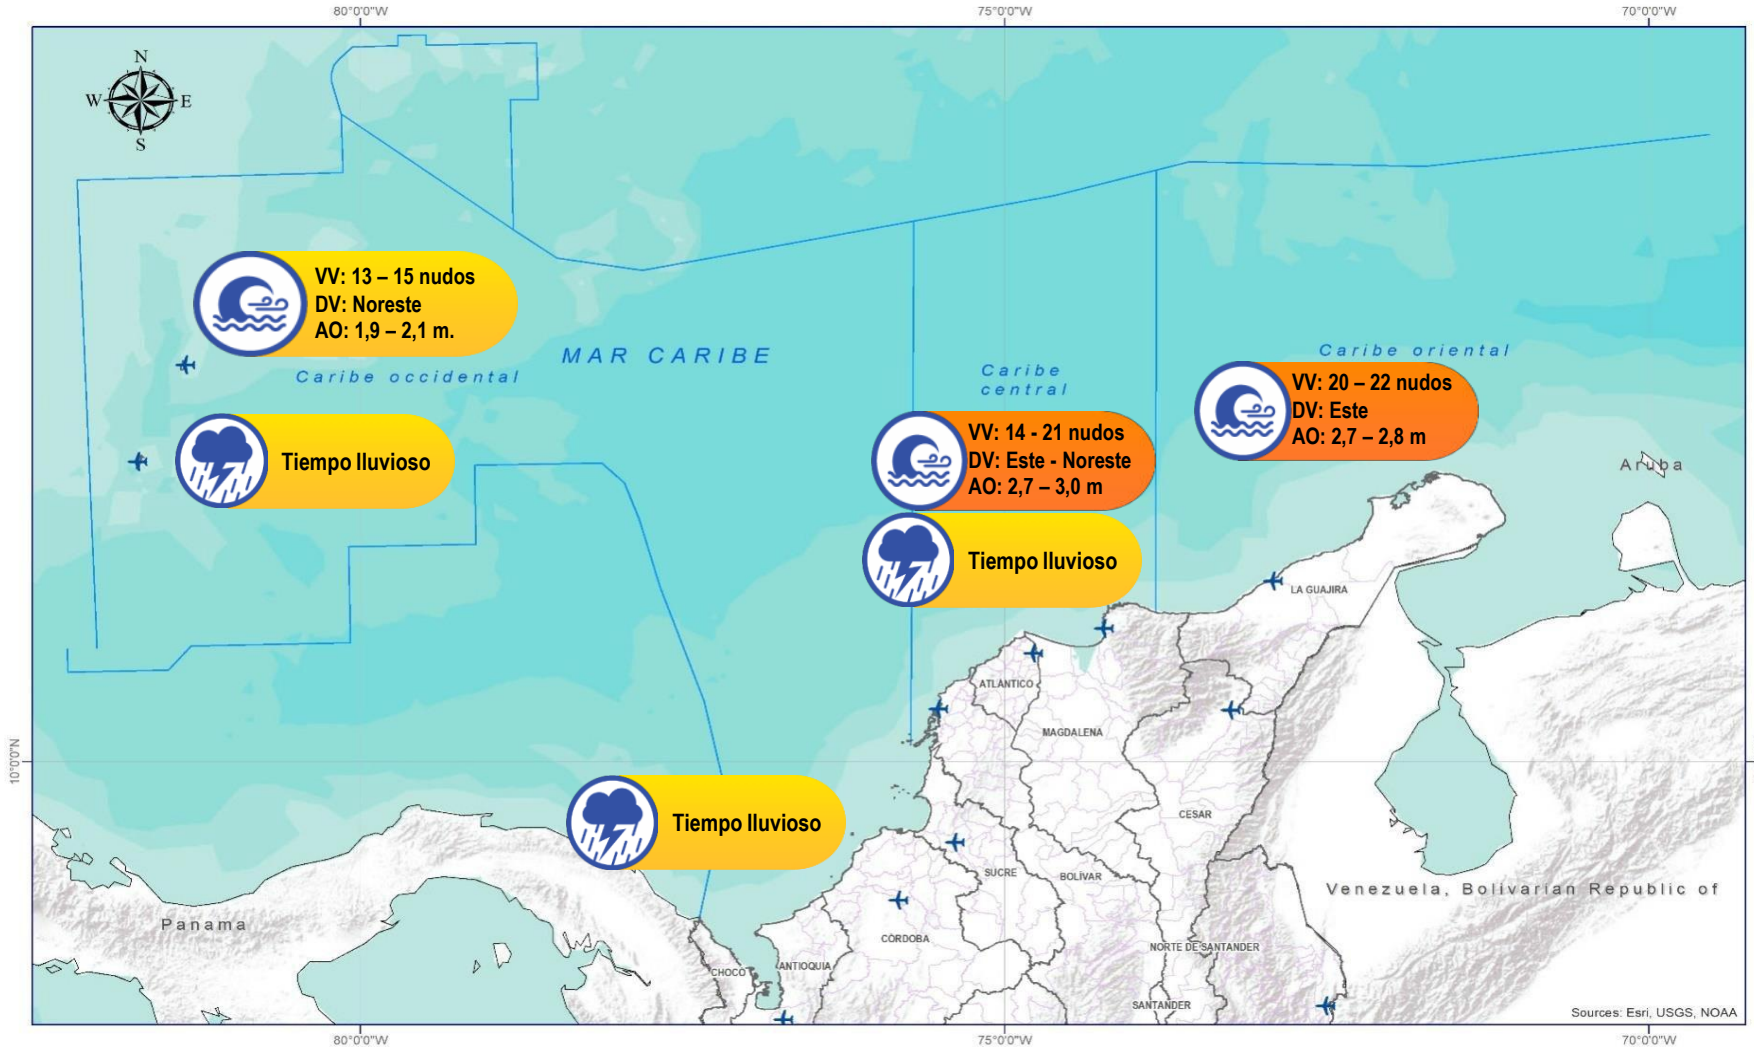 80°0'0"W
75°0'0"W
70°0'0"W
N
W
E
S
VV: 13 – 15 nudos
DV: Noreste
AO: 1,9 – 2,1 m.
MAR CARIBE
Caribe occidental
Caribe
central
Caribe oriental
VV: 20 – 22 nudos
DV: Este
AO: 2,7 – 2,8 m
VV: 14 - 21 nudos
DV: Este - Noreste
AO: 2,7 – 3,0 m
Tiempo lluvioso
Tiempo lluvioso
Aruba
LA GUAJIRA
ATLÁNTICO
MAGDALENA
10°0'0"N
CESAR
Tiempo lluvioso
SUCRE
BOLÍVAR
Venezuela, Bolivarian Republic of
Panama
CÓRDOBA
NORTE DE SANTANDER
CHOCÓ
ANTIOQUIA
SANTANDER
Sources: Esri, USGS, NOAA
80°0'0"W
75°0'0"W
70°0'0"W